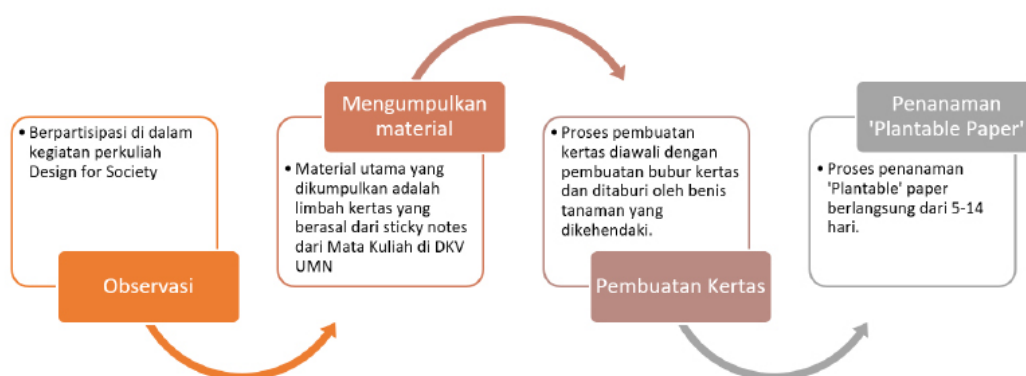 • Berpartisipasi di dalam
kegiatan perkuliah
Design for Society
Observasi
Mengumpulkan
material
• Material utama yang
dikumpulkan adalah
limbah kertas yang
berasal dari sticky notes
dari Mata Kuliah di DKV
UMN
• Proses pembuatan
kertas diawali dengan
pembuatan bubur kertas
dan ditaburi oleh benis
tanaman yang
dikehendaki.
Pembuatan Kertas
Penanaman
'Plantable Paper'
• Proses penanaman
'Plantable' paper
berlangsung dari 5-14
hari.